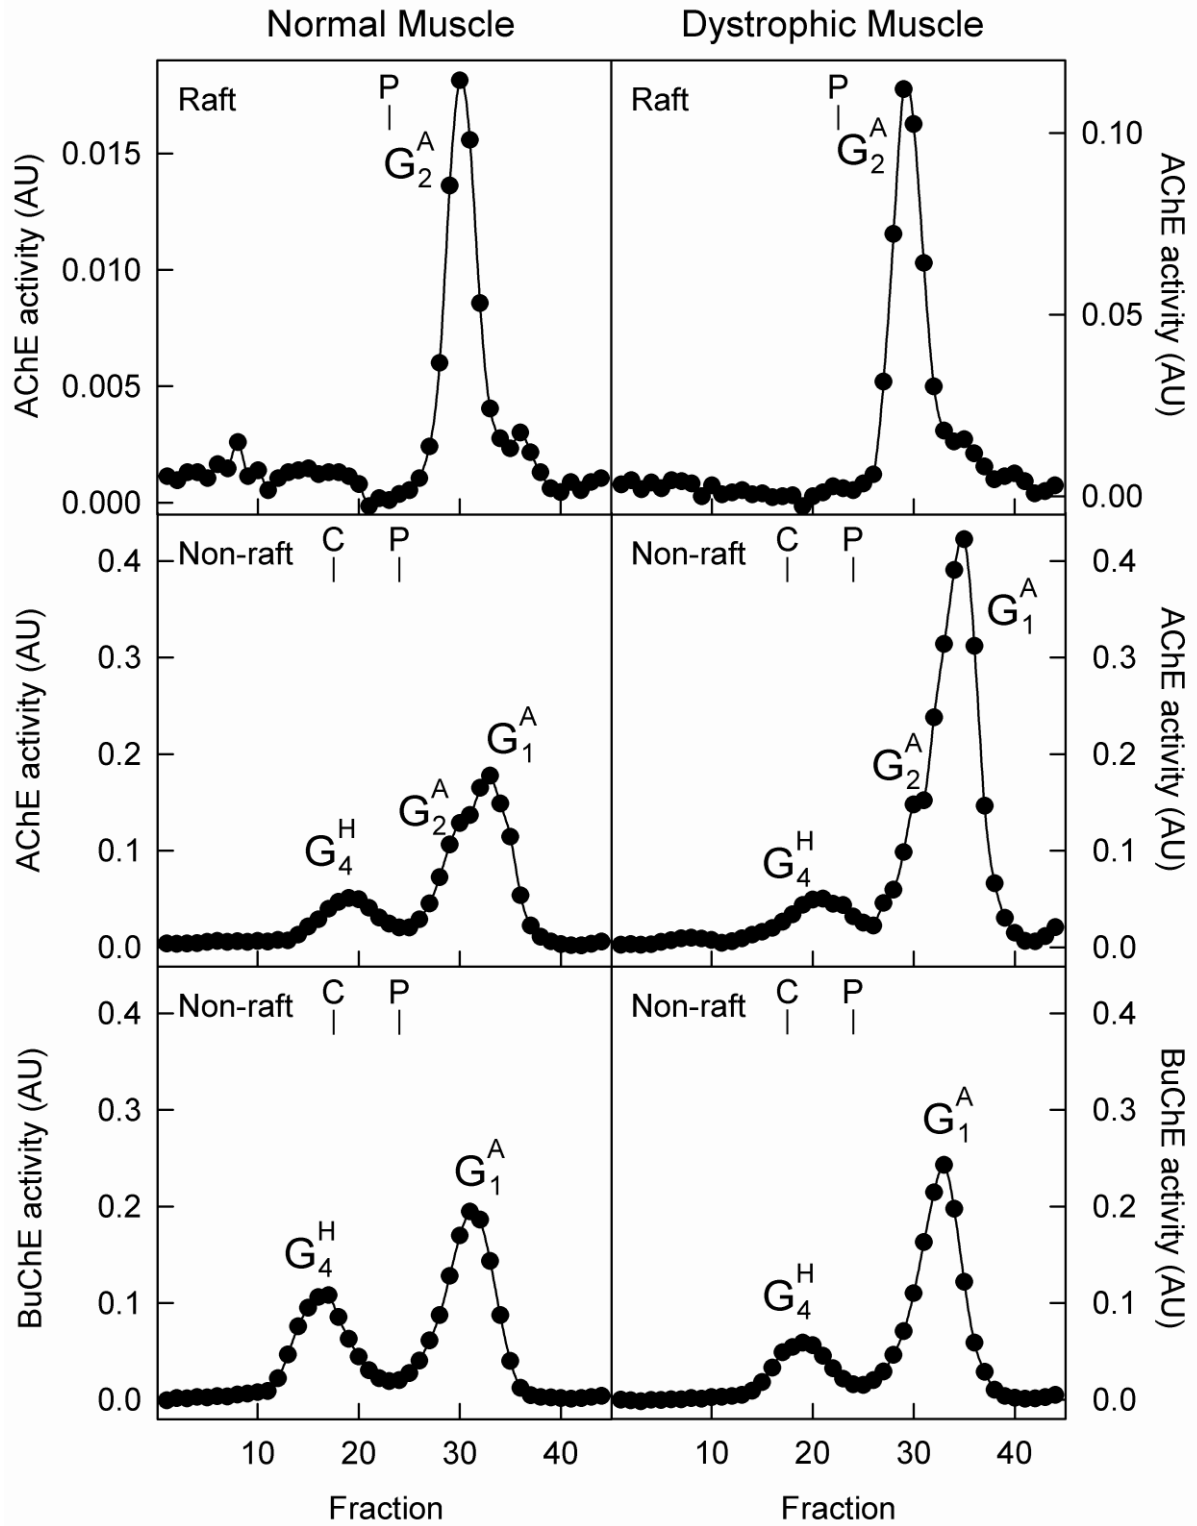 Normal Muscle Dystrophic Muscle
Raft P Raft P
G2A G2A
0.015 0.010 0.005 0.000
AChE activity (AU)
0.10 0.05 0.00
AChE activity (AU)
Non-raft C P Non-raft C P
G4H G2A G1A
G4H G2A G1A
0.4 0.3 0.2 0.1 0.0
AChE activity (AU)
0.4 0.3 0.2 0.1 0.0
AChE activity (AU)
Non-raft C P Non-raft C P
G4H G1A
G4H G1A
0.4 0.3 0.2 0.1 0.0
BuChE activity (AU)
0.4 0.3 0.2 0.1 0.0
BuChE activity (AU)
10 20 30 40 10 20 30 40
Fraction Fraction